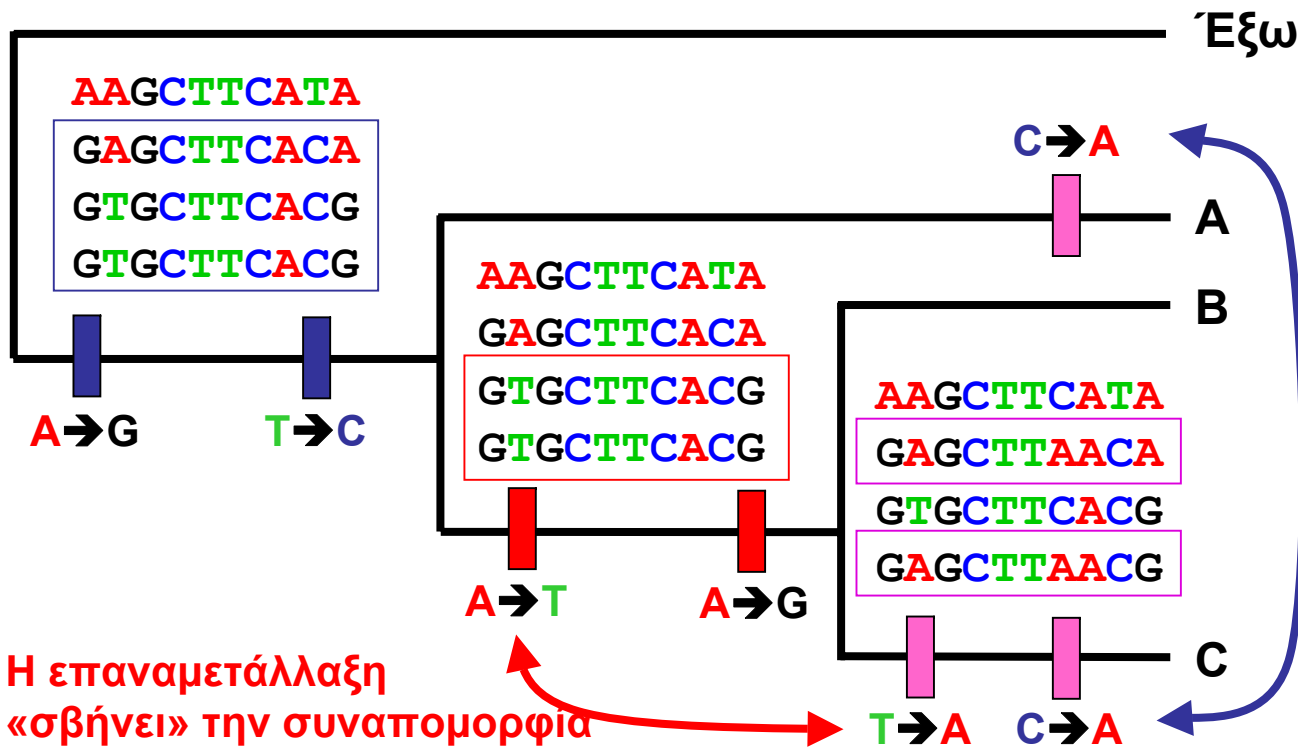 Έξω
AAGCTTCATA
GAGCTTCACA
GTGCTTCACG
GTGCTTCACG
C➔A
A
AAGCTTCATA
GAGCTTCACA
GTGCTTCACG
GTGCTTCACG
B
A➔G T➔C
AAGCTTCATA
GAGCTTAACA
GTGCTTCACG
GAGCTTAACG
A➔T A➔G
C
Η επαναμετάλλαξη
«σβήνει» την συναπομορφία
T➔A C➔A